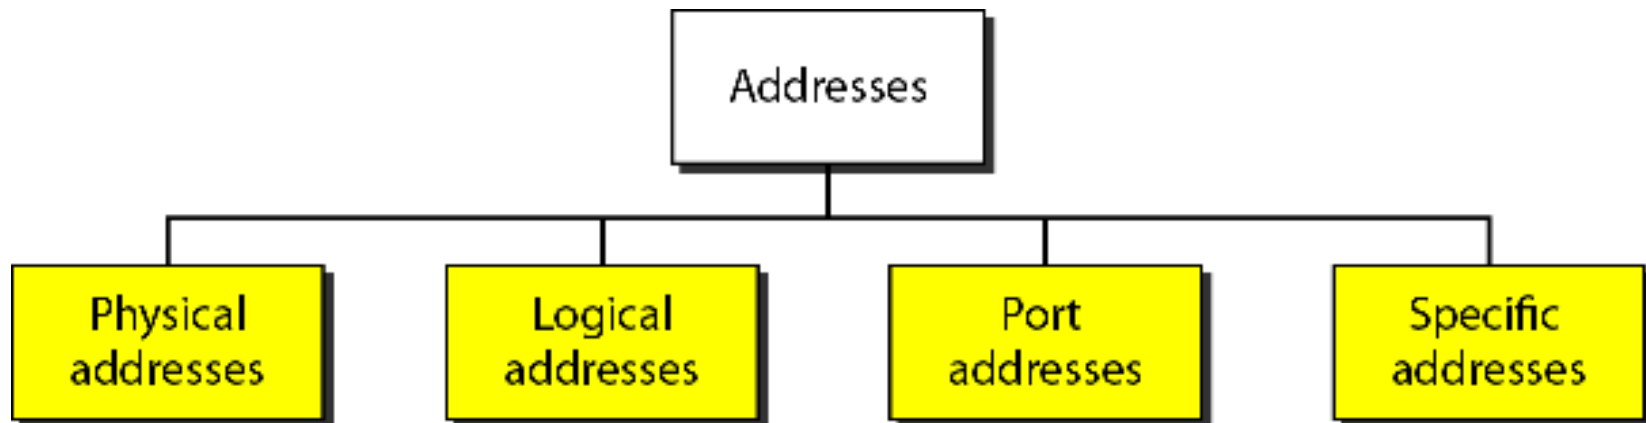 Addresses
Physical
addresses
Logical
addresses
Port
addresses
Specific
addresses